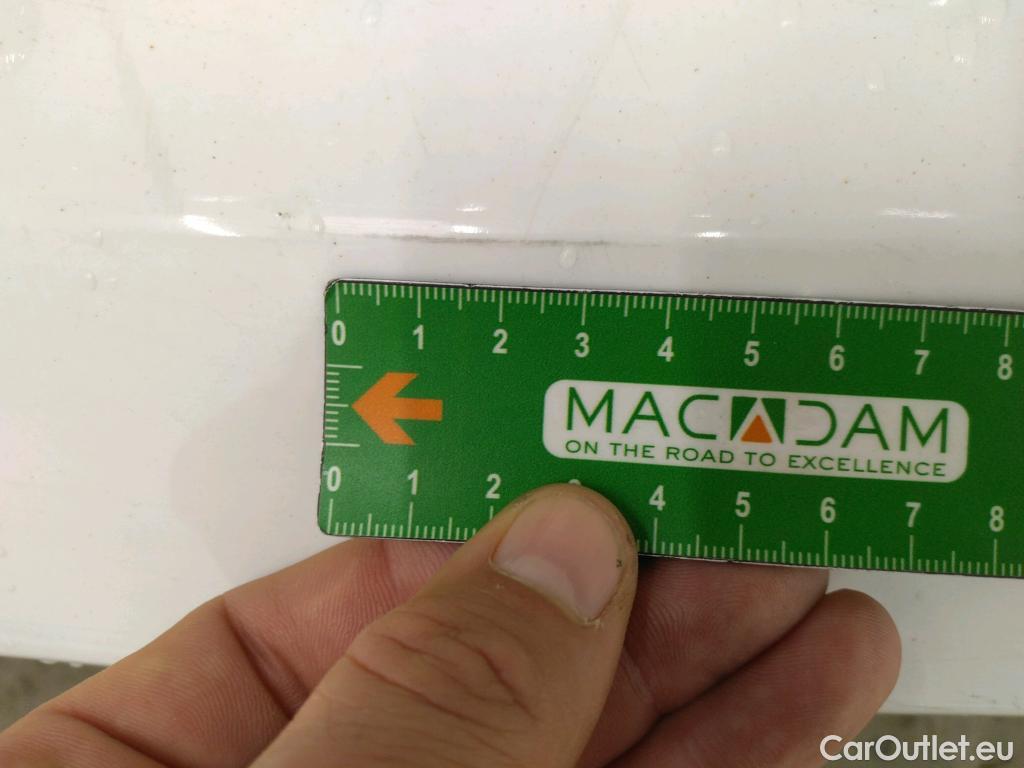 0 1 2 3 4 5 6 7 8
MACADAM
ON THE ROAD TO EXCELLENCE
0 1 2 4 5 6 7 8
CarOutlet.eu